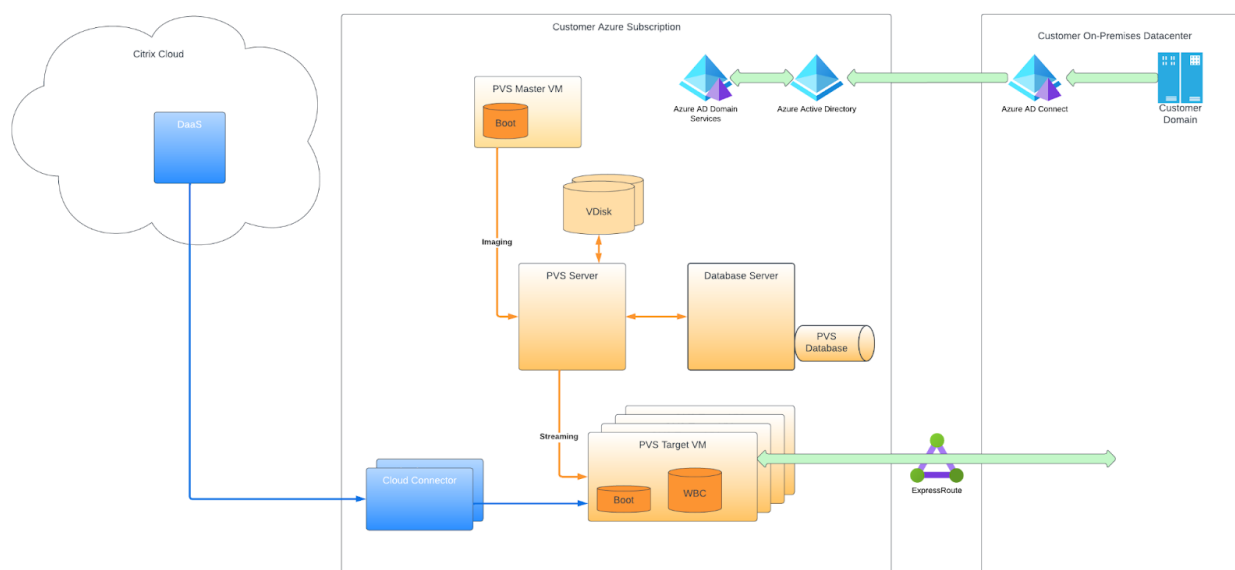 Citrix Cloud
DaaS
Customer Azure Subscription
PVS Master VM
Boot
Azure AD Domain
Services
Azure Active Directory
Customer On-Premises Datacenter
Azure AD Connect
Customer
Domain
VDisk
Imaging
PVS Server
Database Server
PVS
Database
Streaming
PVS Target VM
Boot
WBC
Cloud Connector
ExpressRoute